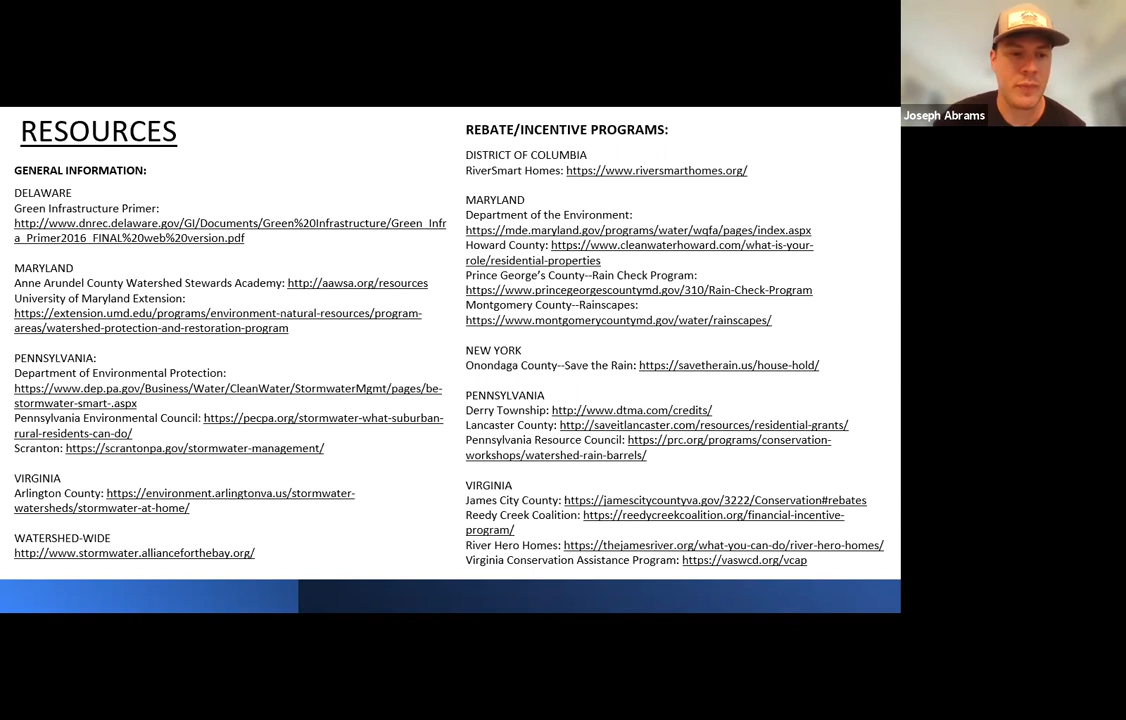 RESOURCES
GENERAL INFORMATION:
DELAWARE
Green Infrastructure Primer:
http://www.dnrec.delaware.gov/GI/Documents/Green%20Infrastructure/Green_Infr
a_Primer2016_FINAL%20web%20version.pdf
MARYLAND
Anne Arundel County Watershed Stewards Academy: http://aawsa.org/resources
University of Maryland Extension:
https://extension.umd.edu/programs/environment-natural-resources/program-
areas/watershed-protection-and-restoration-program
PENNSYLVANIA:
Department of Environmental Protection:
https://www.dep.pa.gov/Business/Water/CleanWater/StormwaterMgmt/pages/be-
stormwater-smart-.aspx
Pennsylvania Environmental Council: https://pecpa.org/stormwater-what-suburban-
rural-residents-can-do/
Scranton: https://scrantonpa.gov/stormwater-management/
VIRGINIA
Arlington County: https://environment.arlingtonva.us/stormwater-
watersheds/stormwater-at-home/
WATERSHED-WIDE
http://www.stormwater.allianceforthebay.org/
REBATE/INCENTIVE PROGRAMS:
DISTRICT OF COLUMBIA
RiverSmart Homes: https://www.riversmarthomes.org/
MARYLAND
Department of the Environment:
https://mde.maryland.gov/programs/water/wqfa/pages/index.aspx
Howard County: https://www.cleanwaterhoward.com/what-is-your-
role/residential-properties
Prince George’s County--Rain Check Program:
https://www.princegeorgescountymd.gov/310/Rain-Check-Program
Montgomery County--Rainscapes:
https://www.montgomerycountymd.gov/water/rainscapes/
NEW YORK
Onondaga County--Save the Rain: https://savetherain.us/house-hold/
PENNSYLVANIA
Derry Township: http://www.dtma.com/credits/
Lancaster County: http://saveitlancaster.com/resources/residential-grants/
Pennsylvania Resource Council: https://prc.org/programs/conservation-
workshops/watershed-rain-barrels/
VIRGINIA
James City County: https://jamescitycountyva.gov/3222/Conservation#rebates
Reedy Creek Coalition: https://reedycreekcoalition.org/financial-incentive-
program/
River Hero Homes: https://thejamesriver.org/what-you-can-do/river-hero-homes/
Virginia Conservation Assistance Program: https://vaswcd.org/vcap
Joseph Abrams